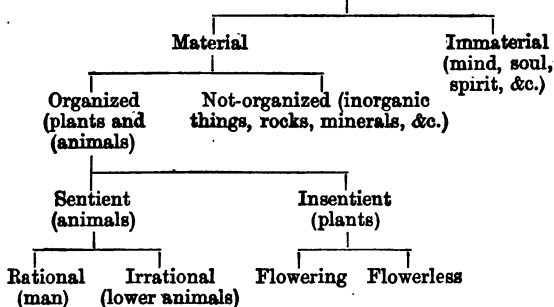 Material Immaterial
(mind, soul,
spirit, &c.)
Organized Not-organized (inorganic
(plants and things, rocks, minerals, &c.)
(animals)
Sentient Insentient
(animals) (plants)
Rational Irrational Flowering Flowerless
(man) (lower animals)